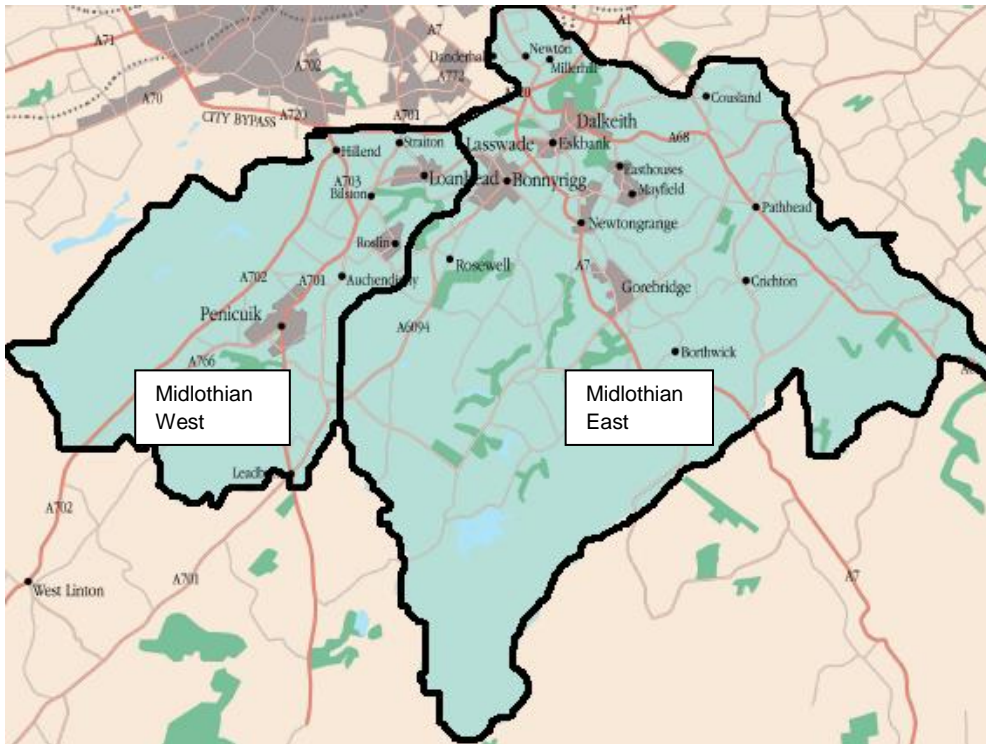 A71
A7
A1
Newton
Danderhal
Millerhill
A702
A772
A70
Cousland
CITY BYPASS
A720
A701
Dalkeith
A68
Straiton
Lasswade
Eskbank
Hillend
Easthouses
A703
Loanhead
Bonnyrigg
Mayfield
Bilston
Pathhead
Newtongrange
Roslin
Rosewell
A7
A702
A701
Auchendinny
Gorebridge
Crichton
Penicuik
A6094
A766
Borthwick
Midlothian
West
Midlothian
East
Leadb
A702
A701
A7
West Linton